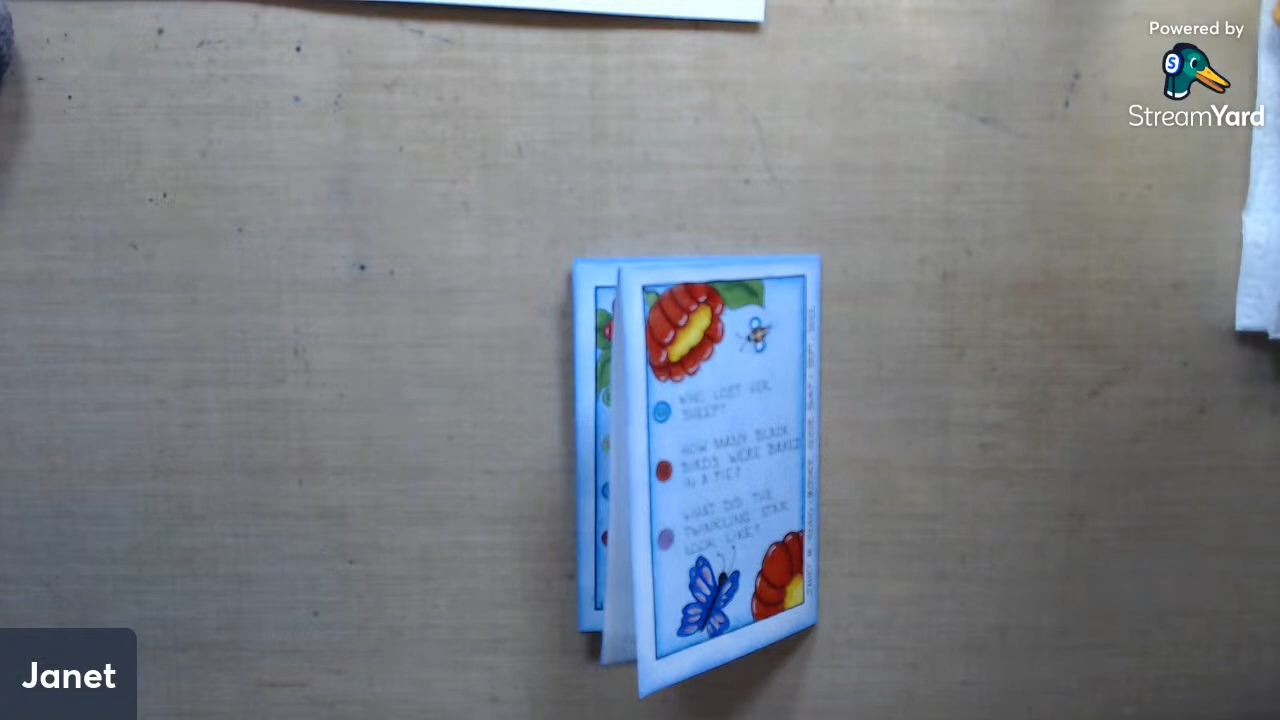 Powered by
StreamYard
WHO LOST HER
SHEEP?
HOW MANY BLACK
BIRDS WERE BAKED
IN A PIE?
WHAT DID THE
TWINKLING STAR
LOOK LIKE?
Janet